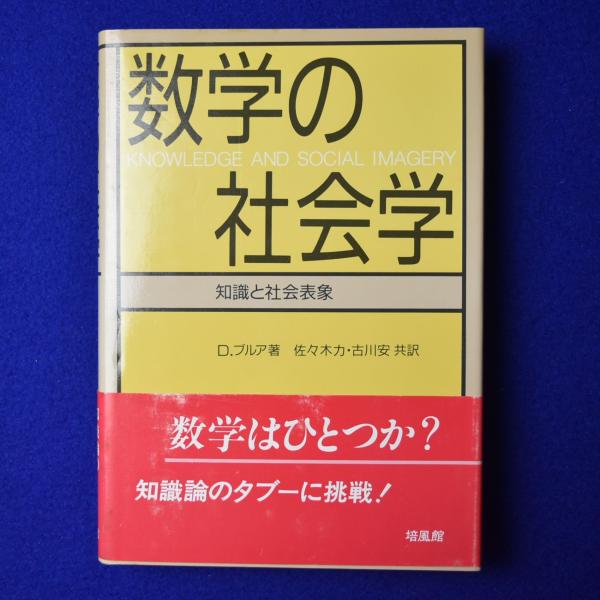 数学の
KNOWLEDGE AND SOCIAL IMAGERY
社会学
知識と社会表象
D.ブルア著 佐々木力・古川安 共訳
数学はひとつか?
知識論のタブーに挑戦!
培風館